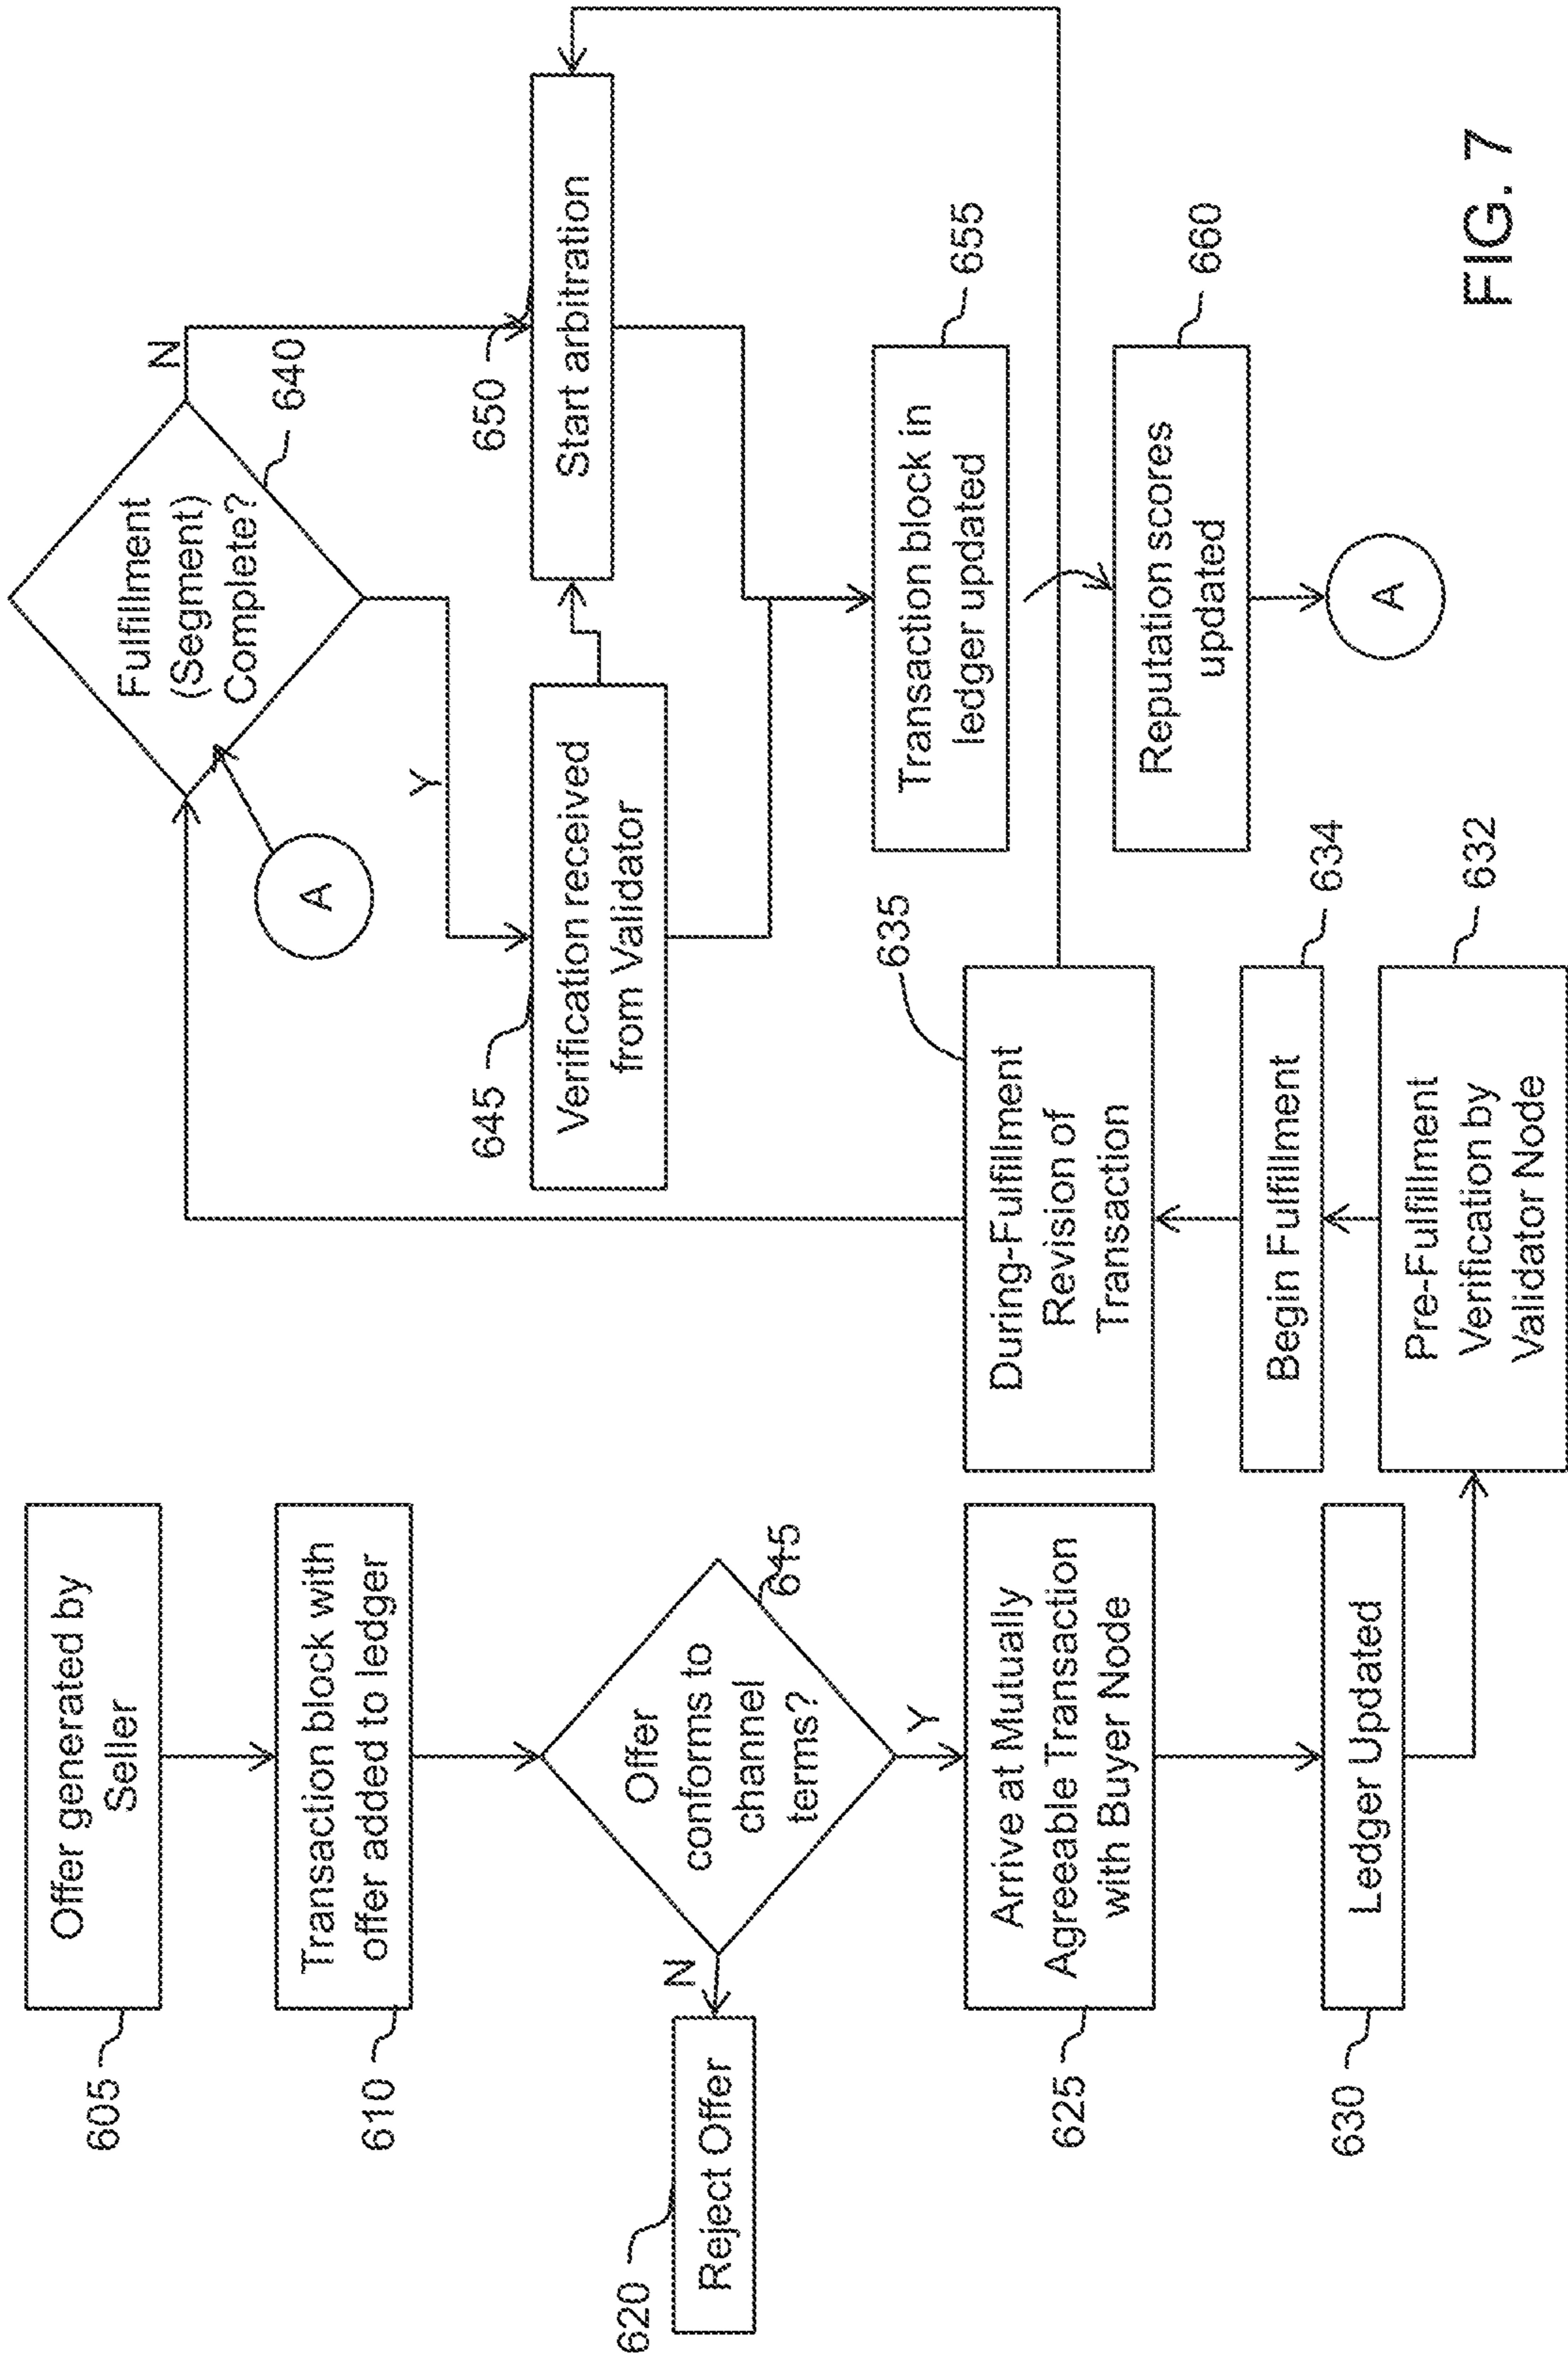 605
Offer generated by
Seller
610
Transaction block with
offer added to ledger
Offer
conforms to
channel
terms?
615
N
620
Reject Offer
Y
625
Arrive at Mutually
Agreeable Transaction
with Buyer Node
630
Ledger Updated
Pre-Fulfillment
Verification by
Validator Node
632
Begin Fulfillment
634
During-Fulfillment
Revision of
Transaction
635
Fulfillment
(Segment)
Complete?
640
A
Y
N
645
Verification received
from Validator
650
Start arbitration
Transaction block in
ledger updated
655
Reputation scores
updated
660
A
FIG. 7